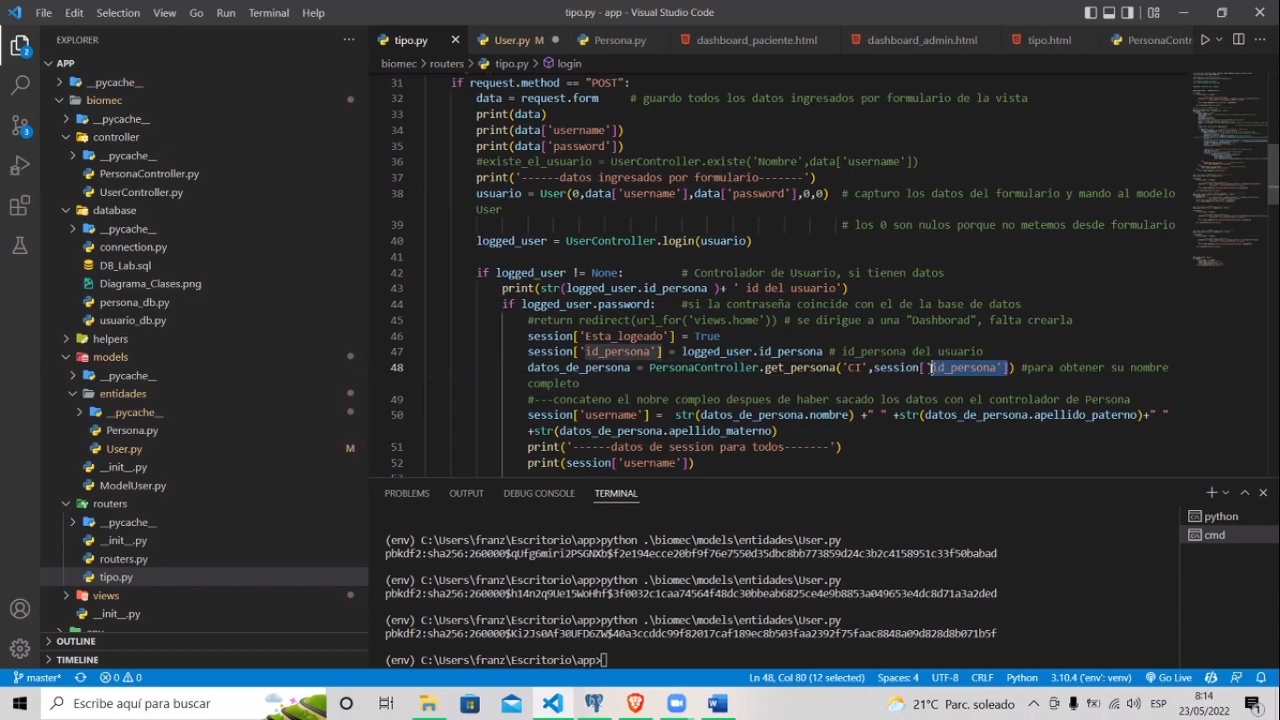 File Edit Selection View Go Run Terminal Help
tipo.py - app - Visual Studio Code
EXPLORER
tipo.py
User.py M
Persona.py
dashboard_paciente.html
dashboard_admin.html
tipo.html
PersonaContr
APP
biomec > routers > tipo.py > login
__pycache__
biomec
__pycache__
controller
__pycache__
PersonaController.py
UserController.py
database
__pycache__
connection.py
DB_Lab.sql
Diagrama_Clases.png
persona_db.py
usuario_db.py
helpers
models
__pycache__
entidades
__pycache__
Persona.py
User.py M
__init__.py
ModelUser.py
routers
__pycache__
__init__.py
routers.py
tipo.py
views
__init__.py
OUTLINE
TIMELINE
31 if request.method == "POST":
32 data = request.form # guardo los datos ingresados por formulario de vista
33 print(data)
34 print(data['username'])
35 print(data['password'])
36 #existe_usuario = UserController.existe('Nombre',data['username'])
37 print('-----datos ingresados por formulario------')
38 usuario = User(0,data['username'],data['password'],0,0) # capturo los datos del formulario y mando al modelo
User
39 # los 0 son nulos porque no metemos desde formulario
40 logged_user = UserController.login(usuario)
42 if logged_user != None: # Controlador de Usuario, si tienen datos
43 print(str(logged_user.id_persona )+ ' id del usuario')
44 if logged_user.password: #si la contraseña coincide con el de la base de datos
45 #return redirect(url_for('views.home')) # se dirigue a una "Dashborad", falta crearla
46 session['Esta_logeado'] = True
47 session['id_persona'] = logged_user.id_persona # id_persona del usuario
48 datos_de_persona = PersonaController.get_persona('CI',session['id_persona']) #para obtener su nombre
completo
49 #---concateno el nobre compleo despues de haber sacado los datos con el controlador de Persona
50 session['username'] = str(datos_de_persona.nombre) +" " +str(datos_de_persona.apellido_paterno)+" "
+str(datos_de_persona.apellido_materno)
51 print('------datos de session para todos-------')
52 print(session['username'])
PROBLEMS OUTPUT DEBUG CONSOLE TERMINAL
python
cmd
(env) C:\Users\franz\Escritorio\app>python .\biomec\models\entidades\User.py
(env) C:\Users\franz\Escritorio\app>python .\biomec\models\entidades\User.py
(env) C:\Users\franz\Escritorio\app>python .\biomec\models\entidades\User.py
(env) C:\Users\franz\Escritorio\app>
master* 0 0 Ln 48, Col 80 (12 selected) Spaces: 4 UTF-8 CRLF Python 3.10.4 ('env': venv) Go Live
Escribe aquí para buscar
21°C Parc. soleado
ESP
8:14
23/05/2022